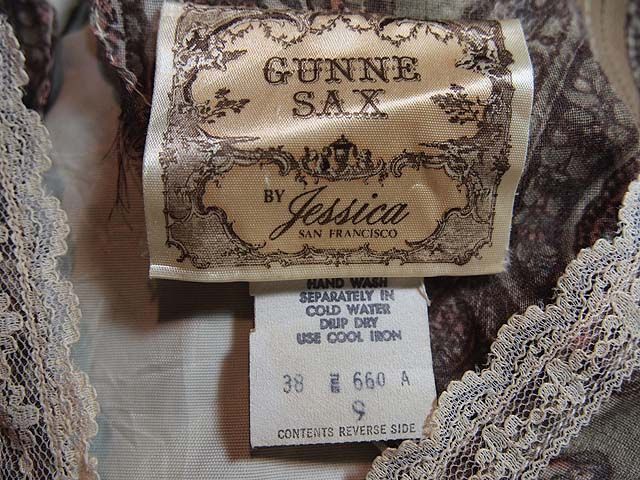 GUNNE
SAX
BY Jessica
SAN FRANCISCO
HAND WASH
SEPARATELY IN
COLD WATER
DRIP DRY
USE COOL IRON
38 E 660 A
9
CONTENTS REVERSE SIDE